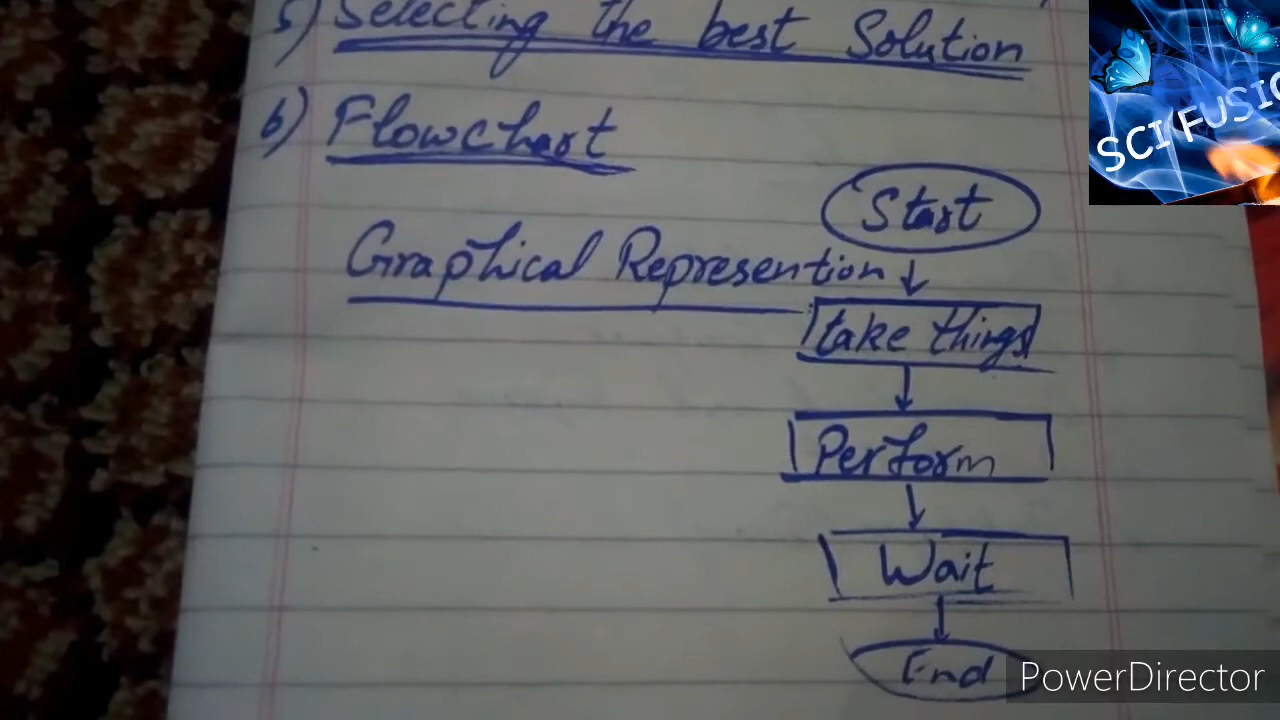 5) Selecting the best Solution
6) Flowchart
Graphical Represention
Start
take things
Perform
Wait
End
SCI FUSIO
PowerDirector